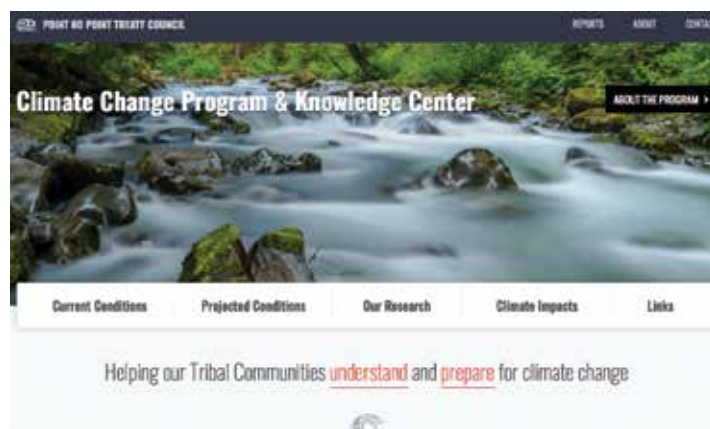 POINT NO POINT TREATY COUNCIL REPORTS ABOUT
Climate Change Program & Knowledge Center
ABOUT THE PROGRAM >
Current Conditions Projected Conditions Our Research Climate Impacts Links
Helping our Tribal Communities understand and prepare for climate change